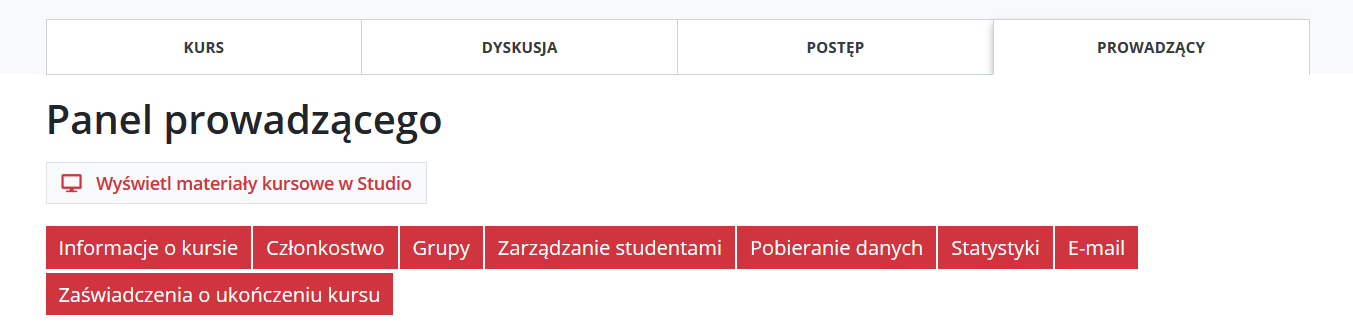 KURS DYSKUSJA POSTĘP PROWADZĄCY
Panel prowadzącego
Wyświetl materiały kursowe w Studio
Informacje o kursie Członkostwo Grupy Zarządzanie studentami Pobieranie danych Statystyki E-mail
Zaświadczenia o ukończeniu kursu